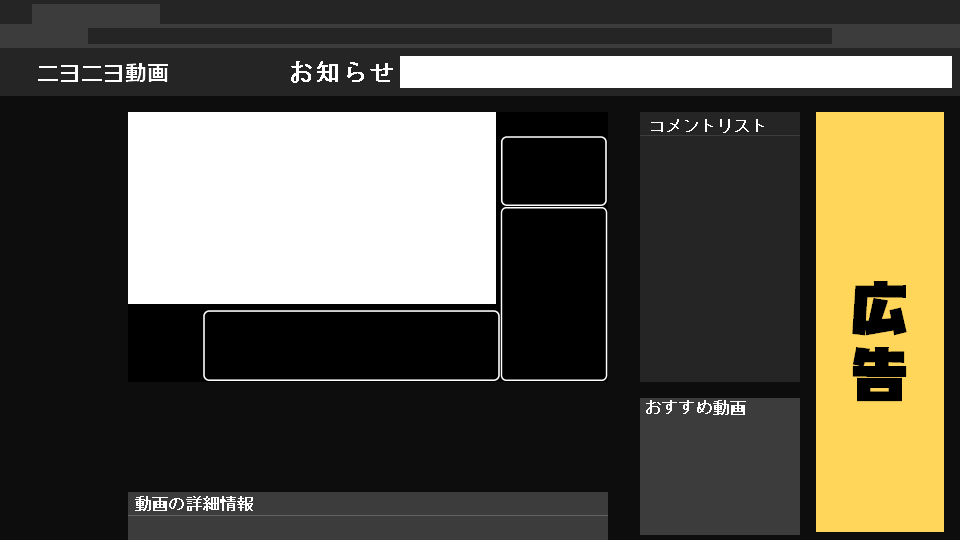 ニヨニヨ動画
お知らせ
コメントリスト
広告
おすすめ動画
動画の詳細情報